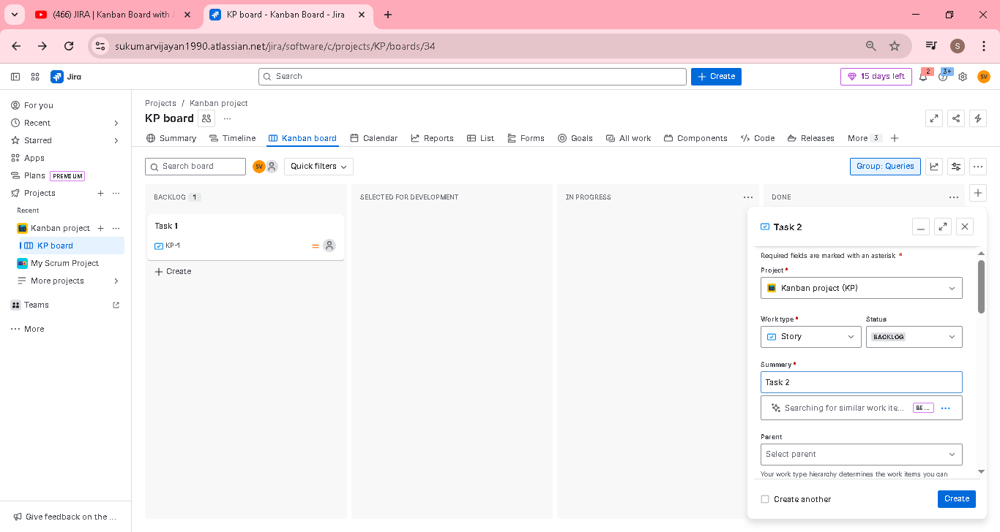 (466) JIRA | Kanban Board with J
KP board - Kanban Board - Jira
sukumarvijayan1990.atlassian.net/jira/software/c/projects/KP/boards/34
S
Jira
Search
Create
15 days left
2
3+
SV
For you
Recent
Starred
Apps
Plans PREMIUM
Projects
Recent
Kanban project
KP board
My Scrum Project
More projects
Teams
More
Give feedback on the ...
Projects / Kanban project
KP board
Summary Timeline Kanban board Calendar Reports List Forms Goals All work Components Code Releases More 3
Search board
SV
Quick filters
Group: Queries
BACKLOG 1
SELECTED FOR DEVELOPMENT
IN PROGRESS
DONE
Task 1
KP-1
Create
Task 2
Required fields are marked with an asterisk *
Project *
Kanban project (KP)
Work type * Status
Story BACKLOG
Summary *
Task 2
Searching for similar work ite... BE...
Parent
Select parent
Your work type hierarchy determines the work items you can
Create another
Create